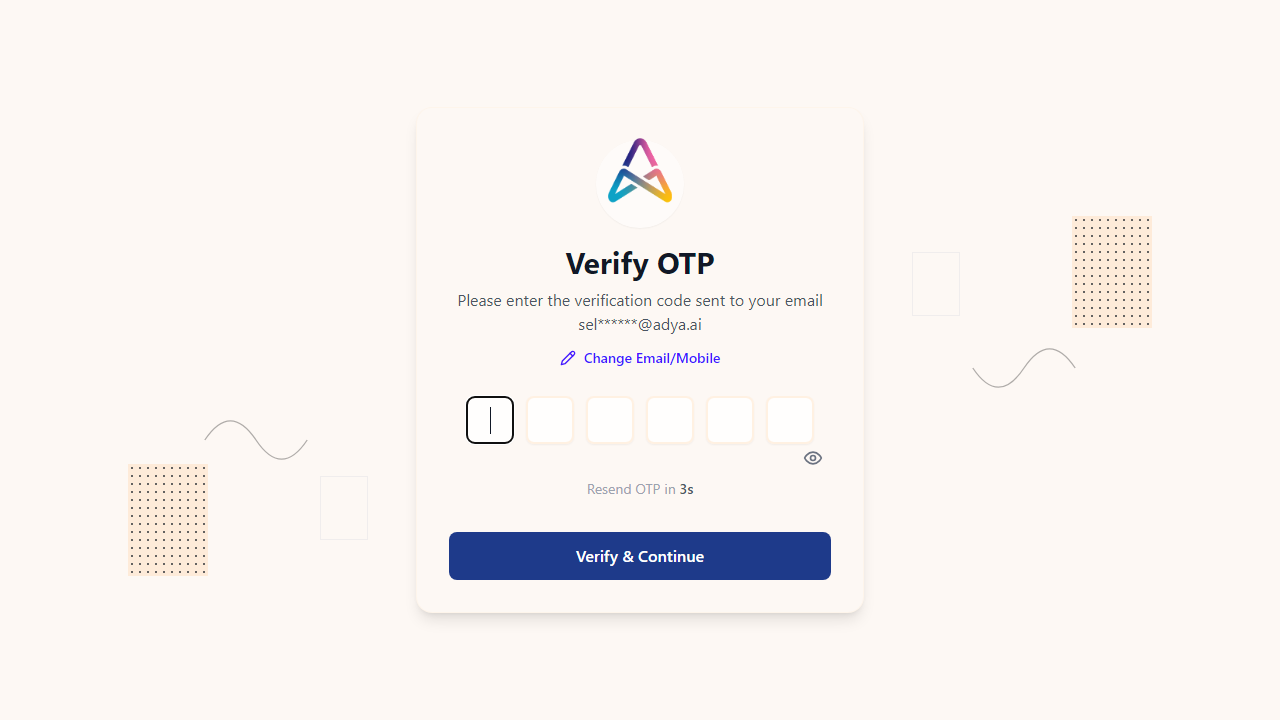 Verify OTP
Please enter the verification code sent to your email
sel******@adya.ai
Change Email/Mobile
Resend OTP in 3s
Verify & Continue